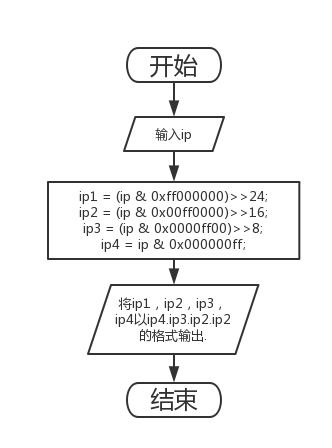 开始
输入ip
ip1 = (ip & 0xff000000)>>24;
ip2 = (ip & 0x00ff0000)>>16;
ip3 = (ip & 0x0000ff00)>>8;
ip4 = ip & 0x000000ff;
将ip1，ip2，ip3，
ip4以ip4.ip3.ip2.ip2
的格式输出.
结束